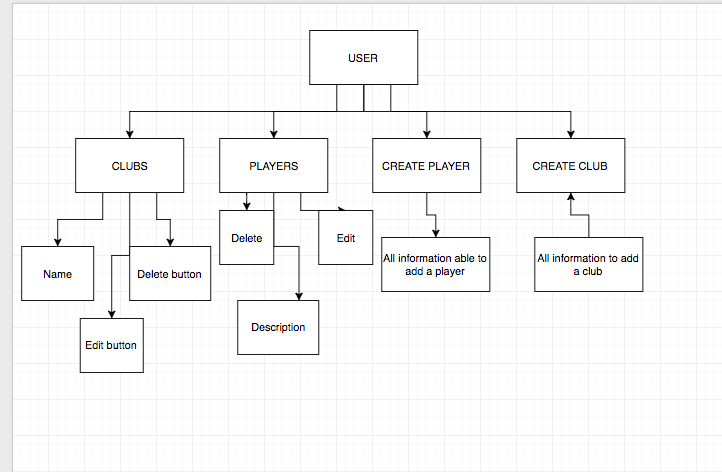 USER
CLUBS
PLAYERS
CREATE PLAYER
CREATE CLUB
Delete
Edit
All information able to
add a player
All information to add
a club
Name
Delete button
Description
Edit button